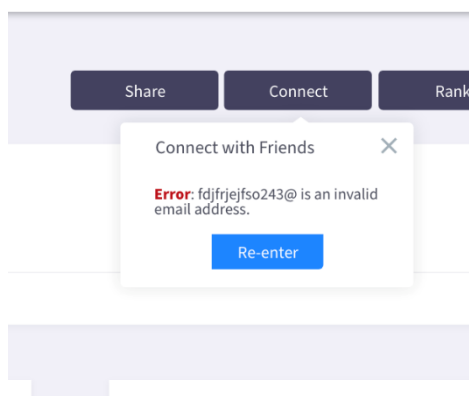 Share Connect Rank
Connect with Friends
Error: fdjfrjejfso243@ is an invalid
email address.
Re-enter